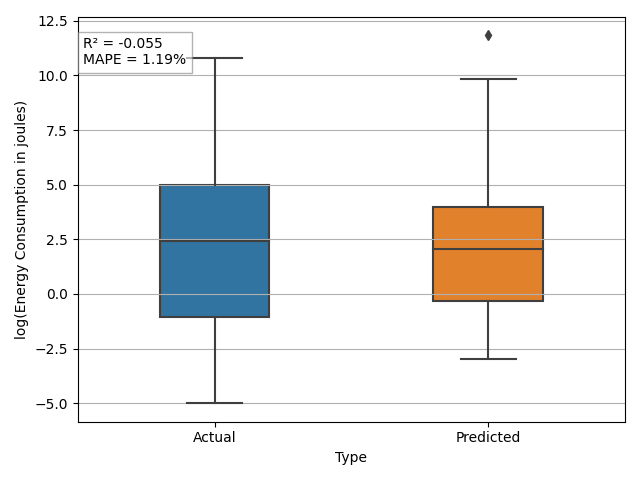 12.5
R² = -0.055
MAPE = 1.19%
10.0
7.5
5.0
2.5
0.0
−2.5
−5.0
log(Energy Consumption in joules)
Actual
Predicted
Type